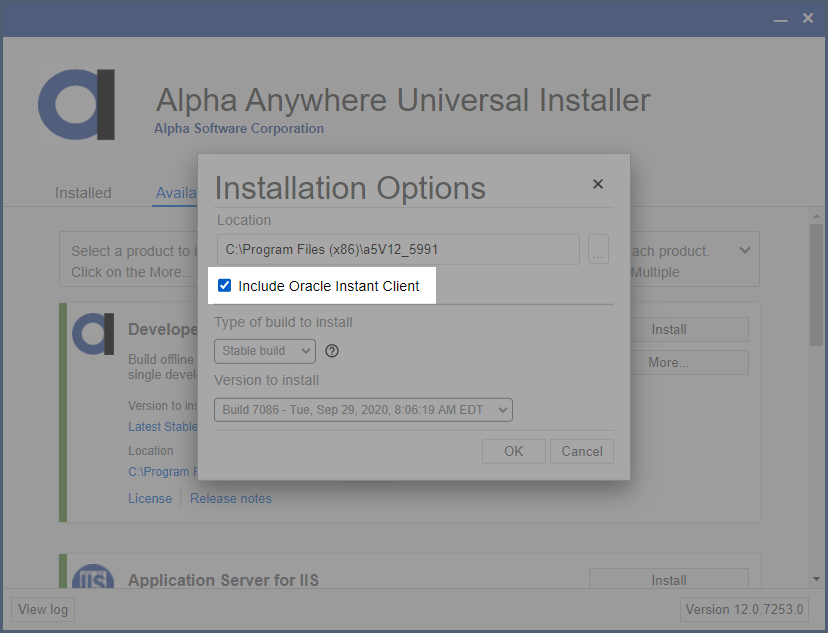 Alpha Anywhere Universal Installer
Alpha Software Corporation
Installed
Availa
Select a product to i
ach product.
Click on the More...
Multiple
Installation Options
Location
C:\Program Files (x86)\a5V12_5991
...
Include Oracle Instant Client
Type of build to install
Stable build
Version to install
Build 7086 - Tue, Sep 29, 2020, 8:06:19 AM EDT
OK
Cancel
Develope
Build offline
single devel
Version to ins
Latest Stable
Location
C:\Program F
License
Release notes
Install
More...
IIS
Application Server for IIS
Install
View log
Version 12.0.7253.0